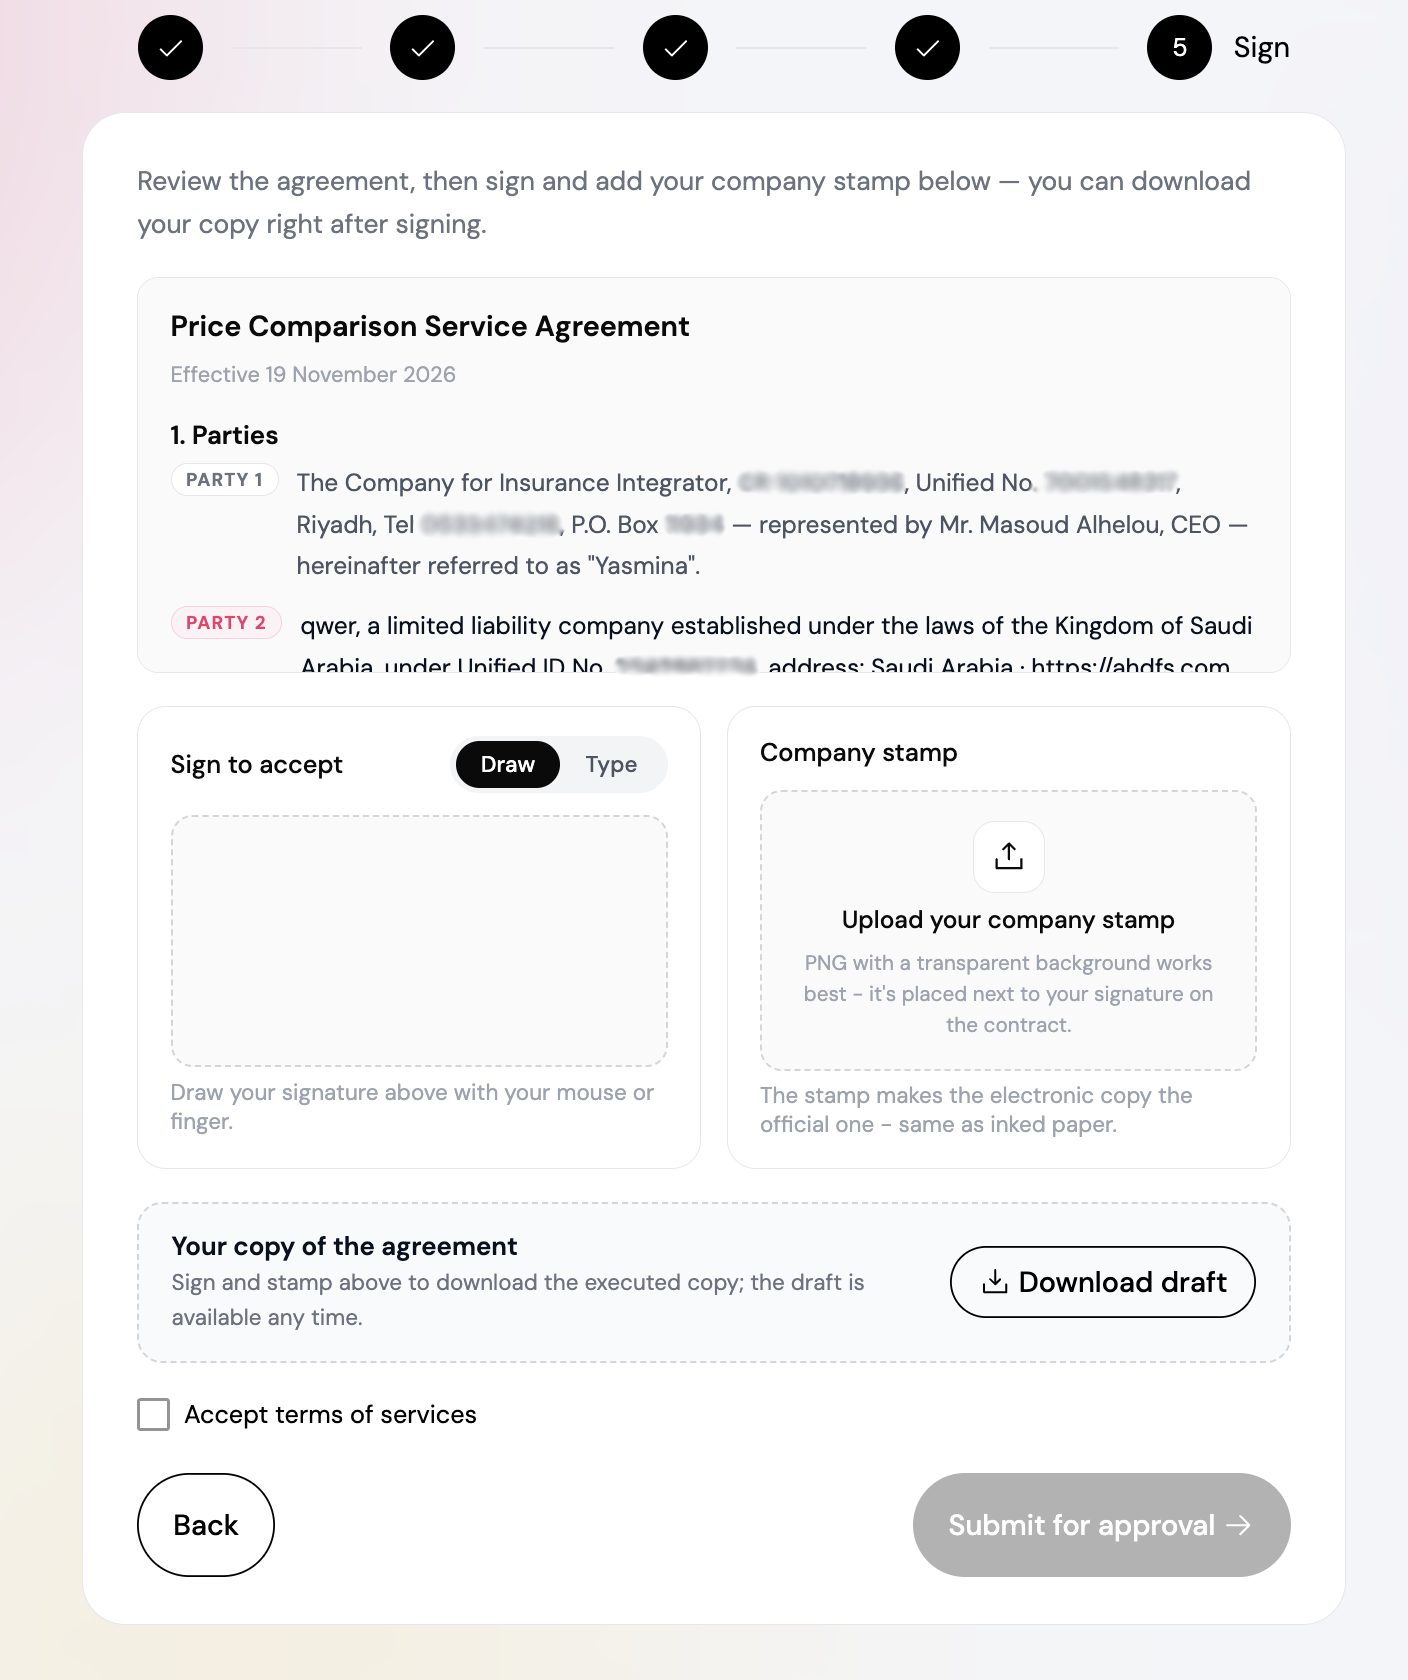 5 Sign
Review the agreement, then sign and add your company stamp below — you can download
your copy right after signing.
Price Comparison Service Agreement
Effective 19 November 2026
1. Parties
PARTY 1
The Company for Insurance Integrator, , Unified No. ,
Riyadh, Tel , P.O. Box — represented by Mr. Masoud Alhelou, CEO —
hereinafter referred to as "Yasmina".
PARTY 2
qwer, a limited liability company established under the laws of the Kingdom of Saudi
Arabia, under Unified ID No. , address: Saudi Arabia · https://ahdfs.com
Sign to accept
Draw
Type
Draw your signature above with your mouse or
finger.
Company stamp
Upload your company stamp
PNG with a transparent background works
best - it's placed next to your signature on
the contract.
The stamp makes the electronic copy the
official one - same as inked paper.
Your copy of the agreement
Sign and stamp above to download the executed copy; the draft is
available any time.
Download draft
Accept terms of services
Back
Submit for approval →